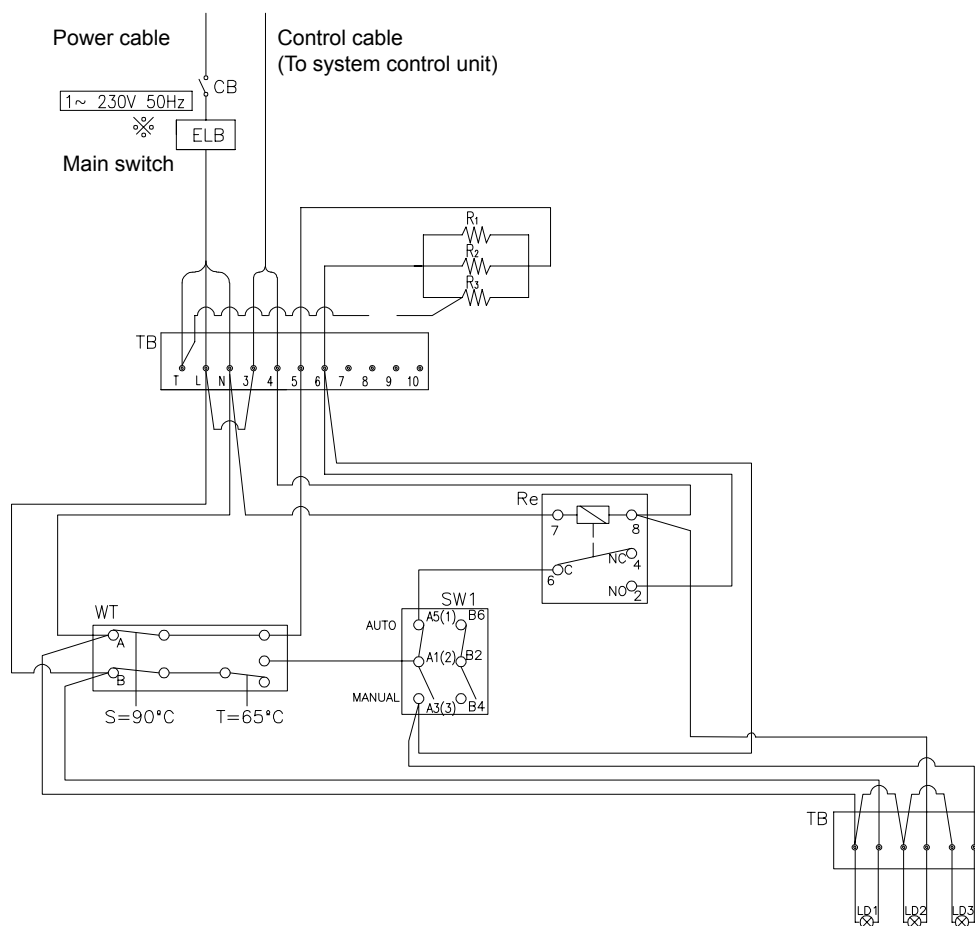 Power cable
Control cable
(To system control unit)
CB
1~ 230V 50Hz
※
ELB
Main switch
R1
R2
R3
TB
T L N 3 4 5 6 7 8 9 10
Re
7 8
NC 4
6 C
NO 2
WT
A
B
S=90°C T=65°C
SW1
AUTO A5(1) B6
A1(2) B2
MANUAL A3(3) B4
TB
LD1 LD2 LD3